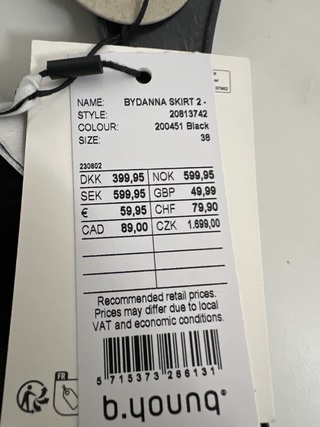 NAME: BYDANNA SKIRT 2 -
STYLE: 20813742
COLOUR: 200451 Black
SIZE: 38
230802
DKK 399,95 NOK 599,95
SEK 599,95 GBP 49,99
€ 59,95 CHF 79,90
CAD 89,00 CZK 1.699,00
Recommended retail prices.
Prices may differ due to local
VAT and economic conditions.
5 715373 266131
b.young®
FR